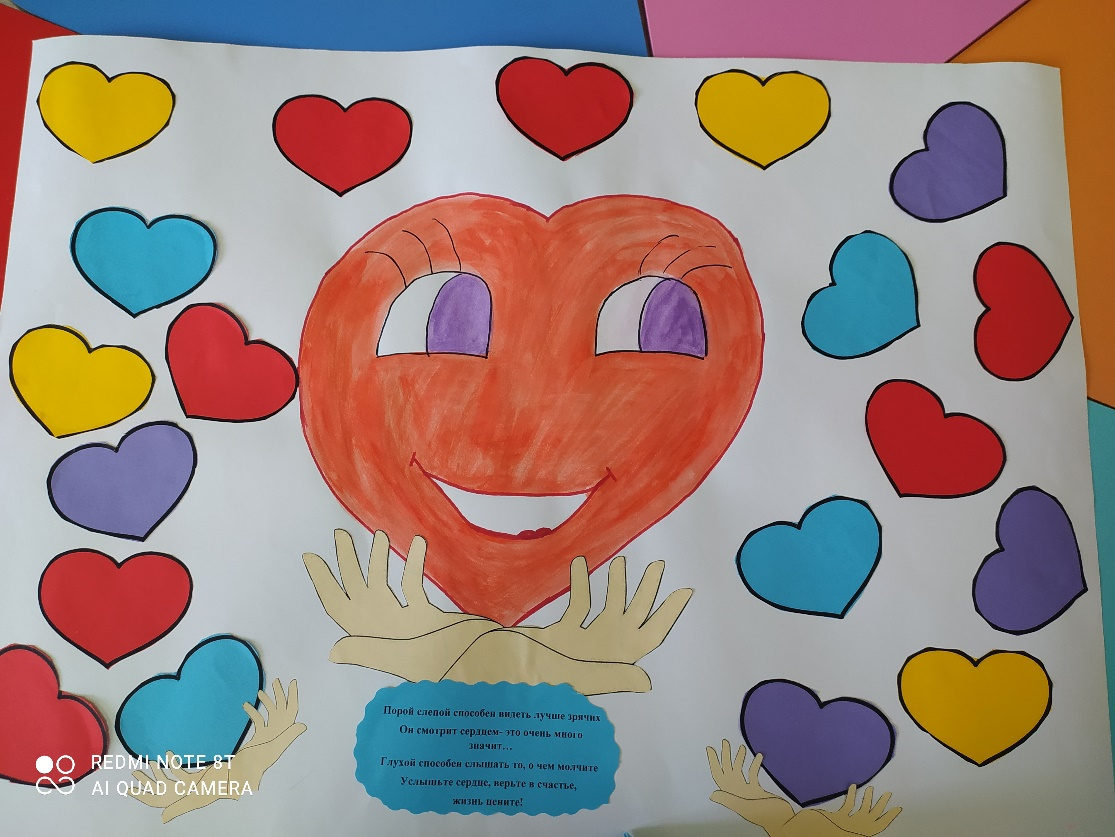 Порой слепой способен видеть лучше зрячих
Он смотрит сердцем- это очень много
значит…
Глухой способен слышать то, о чем молчите
Услышьте сердце, верьте в счастье,
жизнь цените!
REDMI NOTE 8T
AI QUAD CAMERA